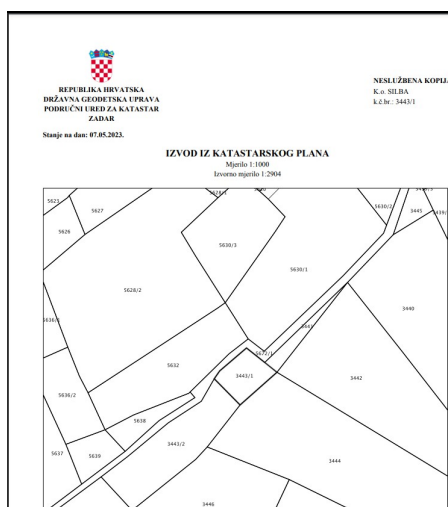 REPUBLIKA HRVATSKA
DRŽAVNA GEODETSKA UPRAVA
PODRUČNI URED ZA KATASTAR
ZADAR
Stanje na dan: 07.05.2023.
NESLUŽBENA KOPIJA
K.o. SILBA
k.č.br.: 3443/1
IZVOD IZ KATASTARSKOG PLANA
Mjerilo 1:1000
Izvorno mjerilo 1:2904
5623
5627
5626
5630/3
5630/2
3445
5630/1
5628/2
3440
5632
5622/1
3441
3443/1
3442
5636/2
5638
3443/2
5637
5639
3444
3446